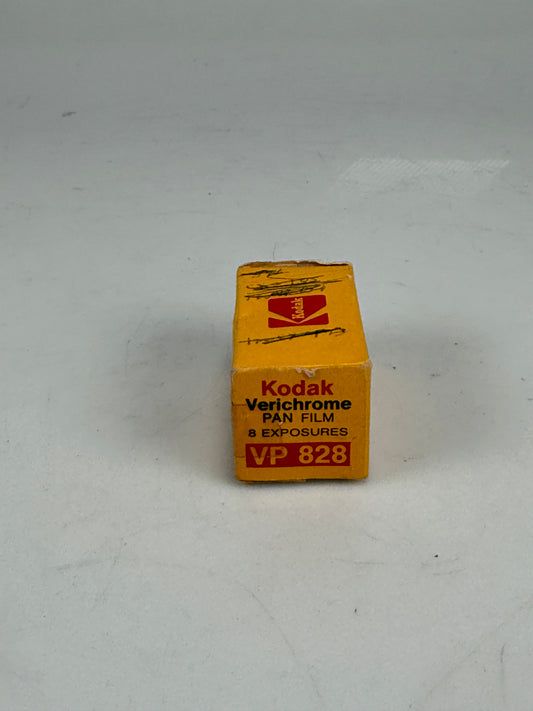 Kodak
Kodak
Verichrome
PAN FILM
8 EXPOSURES
VP 828